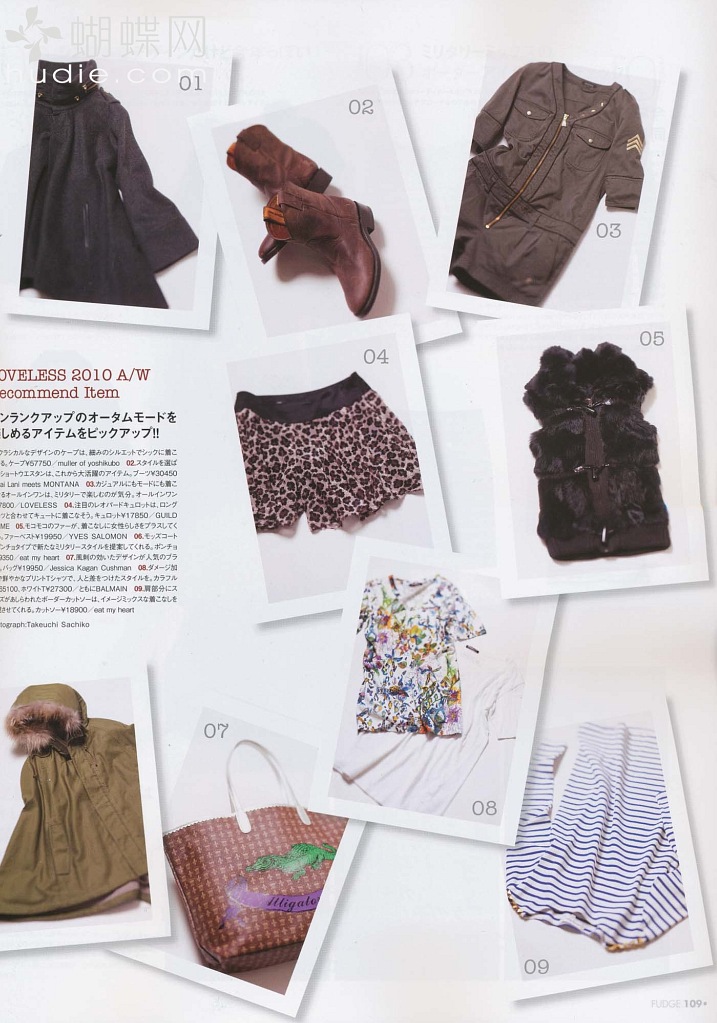 蝴蝶网
hudie.com
01
02
03
04
05
OVELESS 2010 A/W
ecommend Item
ンランクアップのオータムモードを
しめるアイテムをピックアップ!!
クラシカルなデザインのケープは、細みのシルエットでシックに着こ
る。ケープ¥57750/muller of yoshikubo 02.スタイルを選ば
ショートウエスタンは、これから大活躍のアイテム。ブーツ¥30450
ai Lani meets MONTANA 03.カジュアルにもモードにも着こ
るオールインワンは、ミリタリーで楽しむのが気分。オールインワン
7800/LOVELESS 04.注目のレオパードキュロットは、ロング
ツと合わせてキュートに着こなそう。キュロット¥17850/GUILD
ME 05.モコモコのファーが、着こなしに女性らしさをプラスしてく
。ファーベスト¥19950/YVES SALOMON 06.モッズコート
ンチョタイプで新たなミリタリースタイルを提案してくれる。ポンチョ
9350/eat my heart 07.風刺の効いたデザインが人気のブラ
。バッグ¥19950/Jessica Kagan Cushman 08.ダメージ加
鮮やかなプリントTシャツで、人と差をつけたスタイルを。カラフル
65100、ホワイトT¥27300/ともにBALMAIN 09.肩部分にス
ズがあしらわれたボーダーカットソーは、イメージミックスな着こなしを
させてくれる。カットソー¥18900/eat my heart
otograph:Takeuchi Sachiko
07
Alligator
08
09
FUDGE.109•